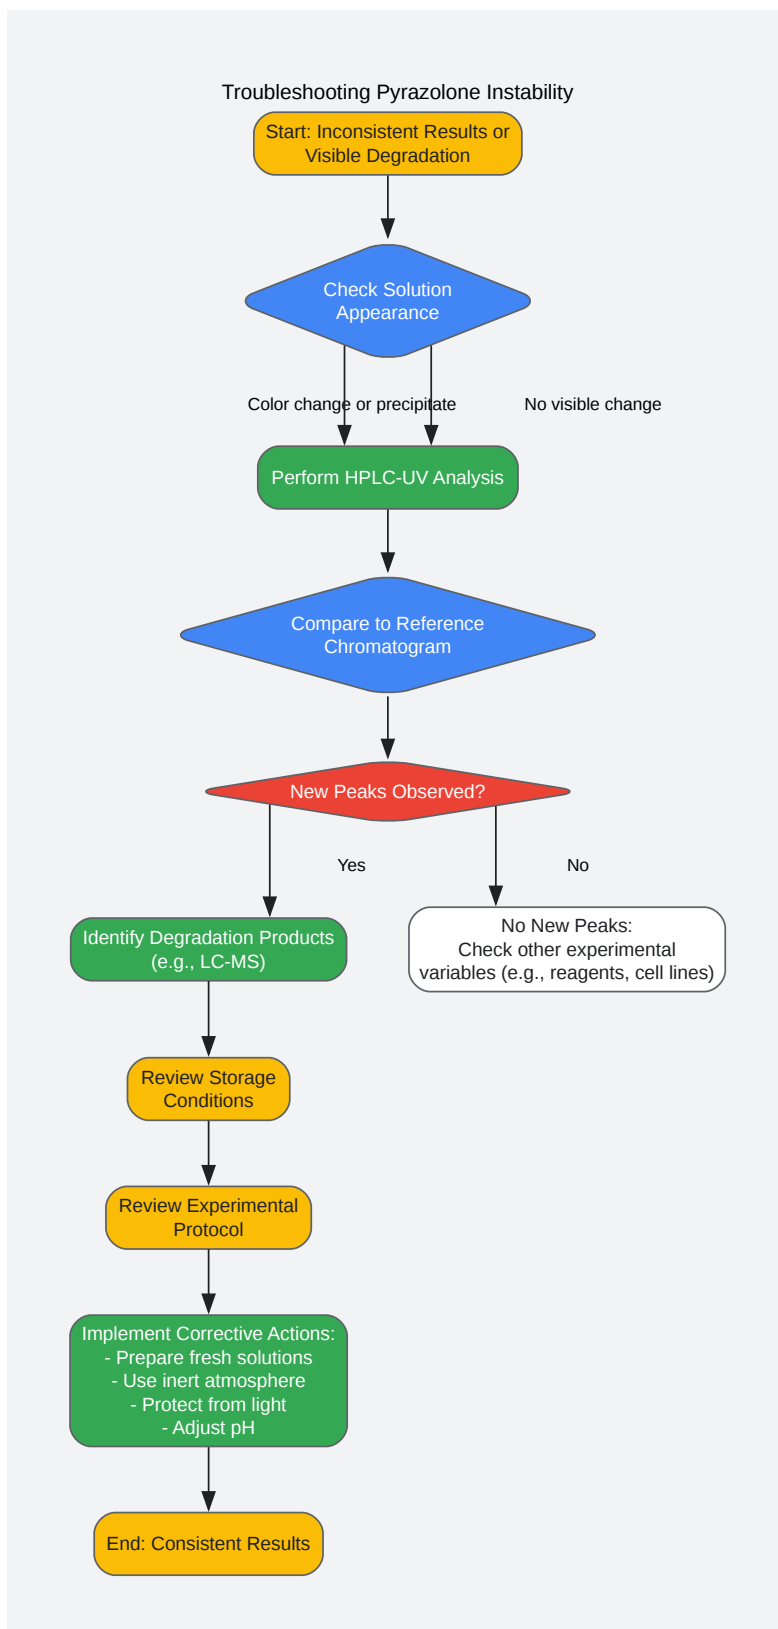 Troubleshooting Pyrazolone Instability
Start: Inconsistent Results or
Visible Degradation
Check Solution
Appearance
Color change or precipitate
No visible change
Perform HPLC-UV Analysis
Compare to Reference
Chromatogram
New Peaks Observed?
Yes
No
Identify Degradation Products
(e.g., LC-MS)
No New Peaks:
Check other experimental
variables (e.g., reagents, cell lines)
Review Storage
Conditions
Review Experimental
Protocol
Implement Corrective Actions:
- Prepare fresh solutions
- Use inert atmosphere
- Protect from light
- Adjust pH
End: Consistent Results